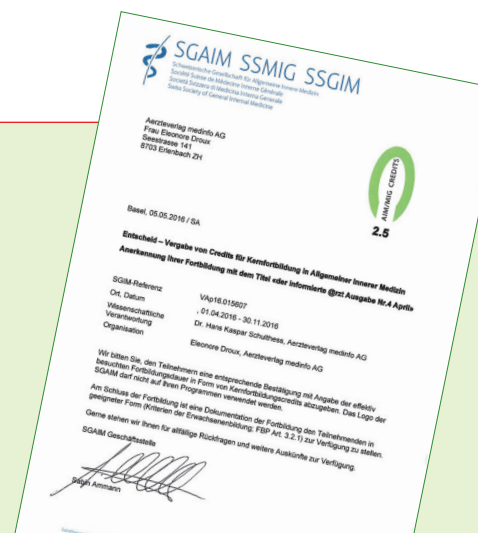 SGAIM SSMIG SSGIM
Schweizerische Gesellschaft für Allgemeine Innere Medizin
Société Suisse de Médecine Interne Générale
Società Svizzera di Medicina Interna Generale
Swiss Society of General Internal Medicine
Aerzteverlag medinfo AG
Frau Eleonore Droux
Seestrasse 141
8703 Erlenbach ZH
AIM/MIG CREDITS
2.5
Basel, 05.05.2016 / SA
Entscheid – Vergabe von Credits für Kernfortbildung in Allgemeiner Innerer Medizin
Anerkennung Ihrer Fortbildung mit dem Titel «der informierte @rzt Ausgabe Nr.4 April»
SGIM-Referenz VAp16.015607
Ort, Datum , 01.04.2016 - 30.11.2016
Wissenschaftliche Verantwortung Dr. Hans Kaspar Schulthess, Aerzteverlag medinfo AG
Organisation Eleonore Droux, Aerzteverlag medinfo AG
Wir bitten Sie, den Teilnehmern eine entsprechende Bestätigung mit Angabe der effektiv
besuchten Fortbildungsdauer in Form von Kernfortbildungscredits abzugeben. Das Logo der
SGAIM darf nicht auf Ihren Programmen verwendet werden.
Am Schluss der Fortbildung ist eine Dokumentation der Fortbildung den Teilnehmenden in
geeigneter Form (Kriterien der Erwachsenenbildung; FBP Art. 3.2.1) zur Verfügung zu stellen.
Gerne stehen wir Ihnen für allfällige Rückfragen und weitere Auskünfte zur Verfügung.
SGAIM Geschäftsstelle
Ammann